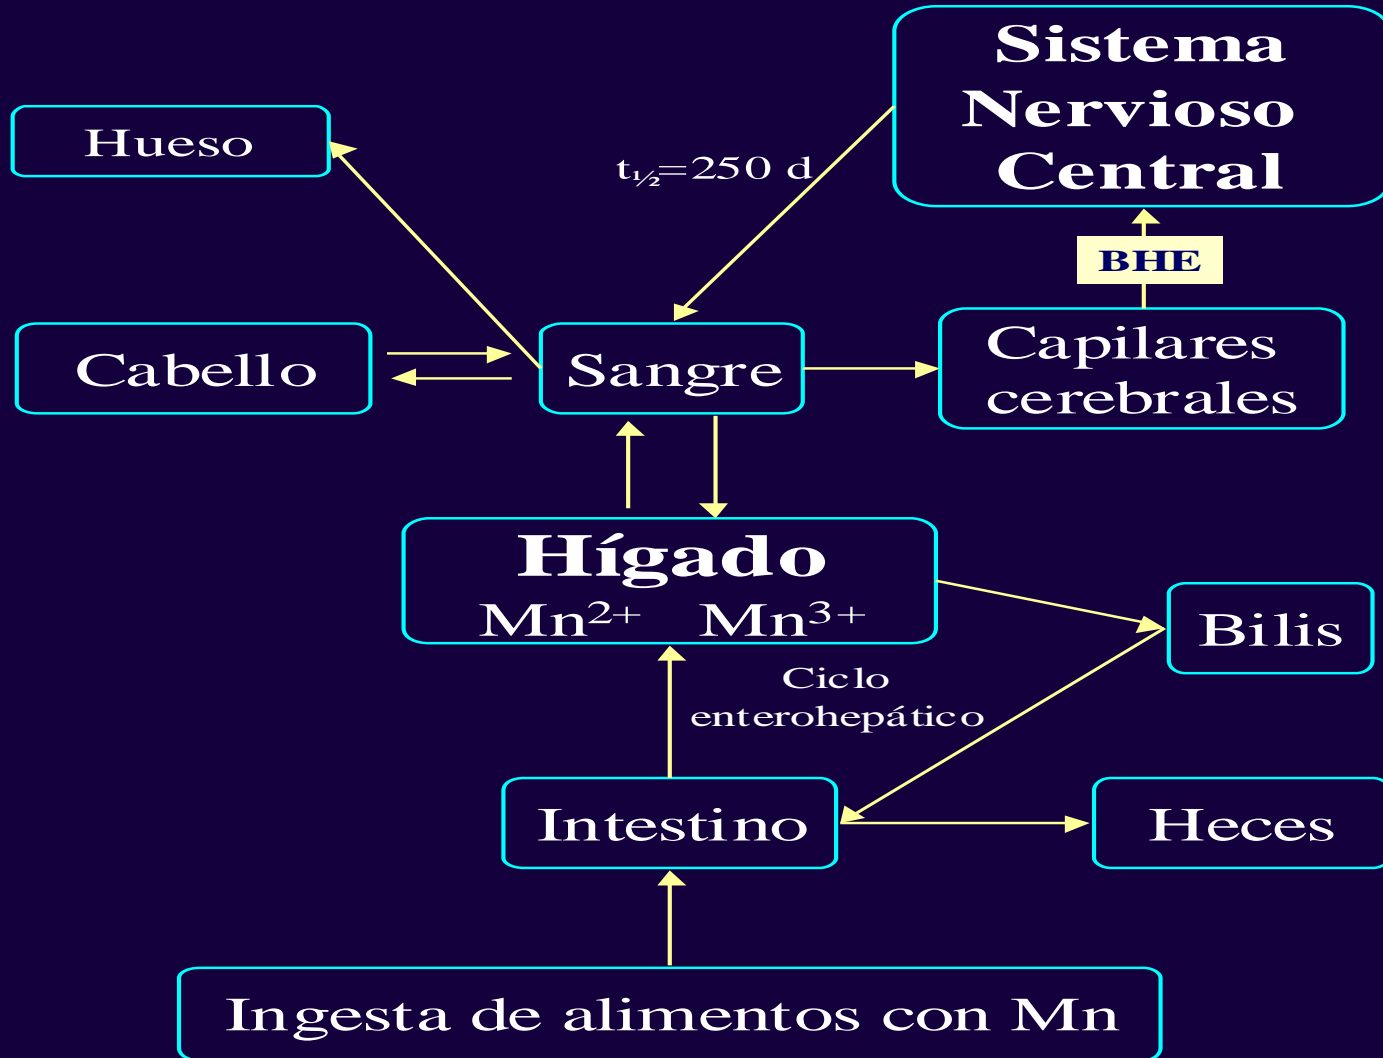 Sistema
Nervioso
Central
Hueso
t½=250 d
BHE
Cabello
Sangre
Capilares
cerebrales
Hígado
Mn²⁺ Mn³⁺
Bilis
Ciclo
enterohepático
Intestino
Heces
Ingesta de alimentos con Mn